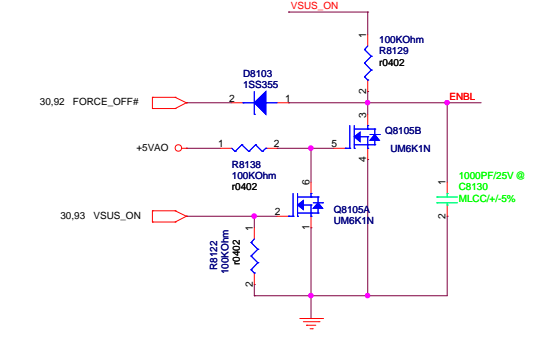 VSUS_ON
1
100KOhm
R8129
r0402
2
D8103
1SS355
30,92 FORCE_OFF#
2
1
ENBL
3
Q8105B
+5VAO
1
2
5
UM6K1N
4
R8138
100KOhm
r0402
6
1
1000PF/25V @
C8130
MLCC/+/-5%
2
30,93 VSUS_ON
2
Q8105A
UM6K1N
1
1
R8122
100KOhm
r0402
2